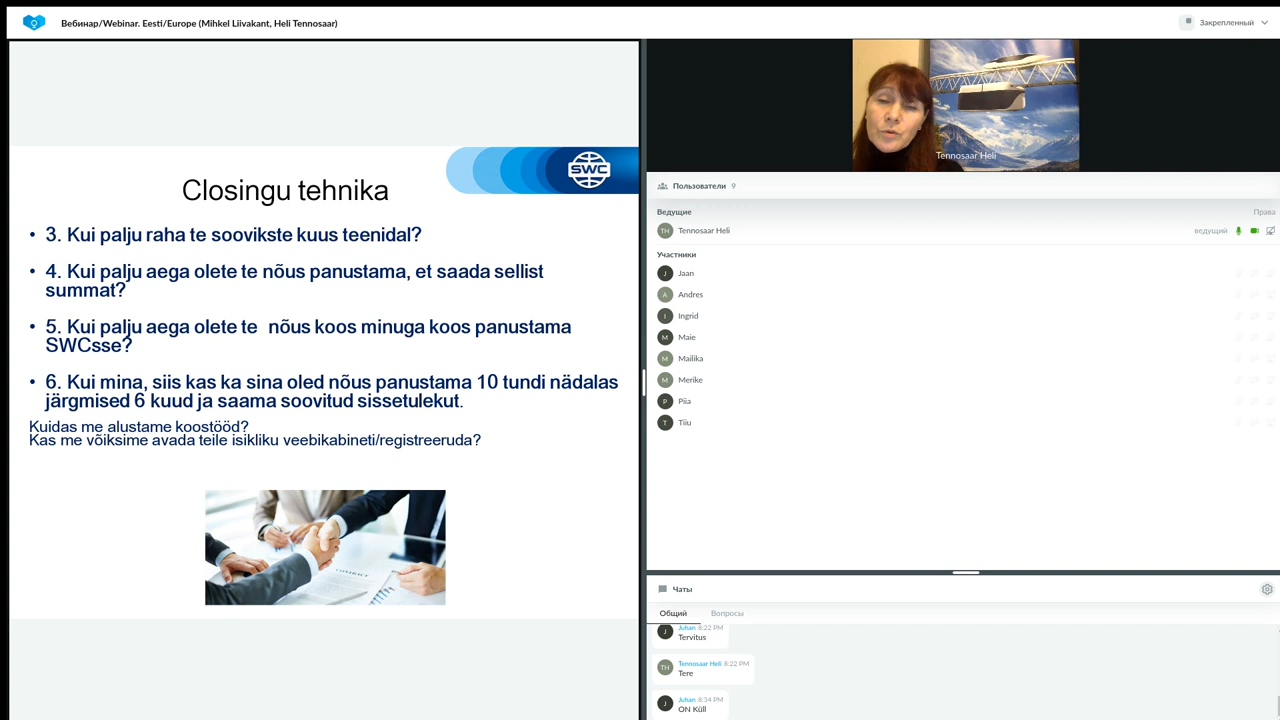 Вебинар/Webinar. Eesti/Europe (Mihkel Liivakant, Heli Tennosaar)
Закрепленный
SWC
Closingu tehnika
• 3. Kui palju raha te soovikste kuus teenidal?
• 4. Kui palju aega olete te nõus panustama, et saada sellist
summat?
• 5. Kui palju aega olete te nõus koos minuga koos panustama
SWCsse?
• 6. Kui mina, siis kas ka sina oled nõus panustama 10 tundi nädalas
järgmised 6 kuud ja saama soovitud sissetulekut.
Kuidas me alustame koostööd?
Kas me võiksime avada teile isikliku veebikabineti/registreeruda?
CONTRACT
Tennosaar Heli
Пользователи 9
Ведущие Права
TH Tennosaar Heli ведущий
Участники
J Jaan
A Andres
I Ingrid
M Maie
M Mailika
M Merike
P Piia
T Tiiu
Чаты
Общий Вопросы
J Juhan 8:22 PM
Tervitus
TH Tennosaar Heli 8:22 PM
Tere
J Juhan 8:34 PM
ON Küll